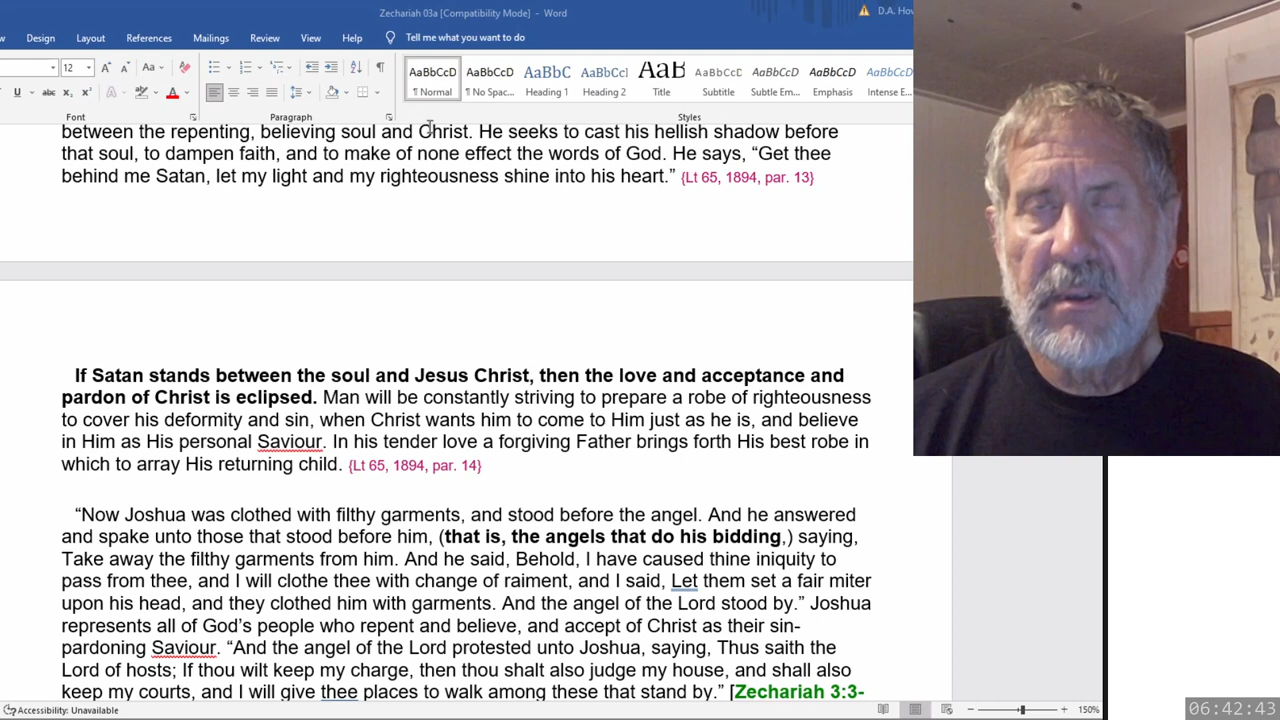 Zechariah 03a [Compatibility Mode] - Word
D.A. Hov
w Design Layout References Mailings Review View Help Tell me what you want to do
12 Aa
AaBbCcD AaBbCcD AaBbC AaBbCcl AaB AaBbCcD AaBbCcD AaBbCcD AaBbCcD
¶ Normal ¶ No Spac... Heading 1 Heading 2 Title Subtitle Subtle Em... Emphasis Intense E...
Font Paragraph Styles
between the repenting, believing soul and Christ. He seeks to cast his hellish shadow before
that soul, to dampen faith, and to make of none effect the words of God. He says, “Get thee
behind me Satan, let my light and my righteousness shine into his heart.” {Lt 65, 1894, par. 13}
If Satan stands between the soul and Jesus Christ, then the love and acceptance and
pardon of Christ is eclipsed. Man will be constantly striving to prepare a robe of righteousness
to cover his deformity and sin, when Christ wants him to come to Him just as he is, and believe
in Him as His personal Saviour. In his tender love a forgiving Father brings forth His best robe in
which to array His returning child. {Lt 65, 1894, par. 14}
“Now Joshua was clothed with filthy garments, and stood before the angel. And he answered
and spake unto those that stood before him, (that is, the angels that do his bidding,) saying,
Take away the filthy garments from him. And he said, Behold, I have caused thine iniquity to
pass from thee, and I will clothe thee with change of raiment, and I said, Let them set a fair miter
upon his head, and they clothed him with garments. And the angel of the Lord stood by.” Joshua
represents all of God’s people who repent and believe, and accept of Christ as their sin-
pardoning Saviour. “And the angel of the Lord protested unto Joshua, saying, Thus saith the
Lord of hosts; If thou wilt keep my charge, then thou shalt also judge my house, and shall also
keep my courts, and I will give thee places to walk among these that stand by.” [Zechariah 3:3-
Accessibility: Unavailable
150%
06:42:43